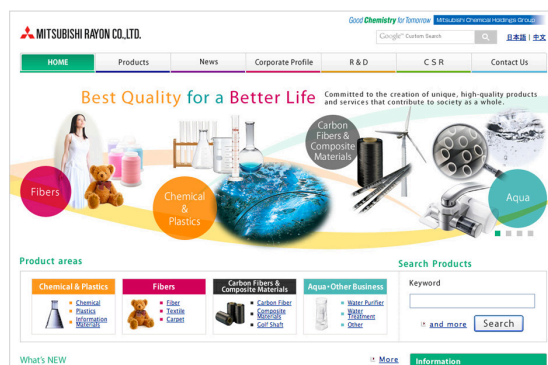 Good Chemistry for Tomorrow Mitsubishi Chemical Holdings Group
MITSUBISHI RAYON CO.,LTD.
Google™ Custom Search
日本語 | 中文
HOME Products News Corporate Profile R & D C S R Contact Us
Best Quality for a Better Life
Committed to the creation of unique, high-quality products
and services that contribute to society as a whole.
Fibers
Chemical
&
Plastics
Carbon
Fibers &
Composite
Materials
Aqua
Product areas
Chemical & Plastics
Chemical
Plastics
Information
Materials
Fibers
Fiber
Textile
Carpet
Carbon Fibers &
Composite Materials
Carbon Fiber
Composite
Materials
Golf Shaft
Aqua•Other Business
Water Purifier
Water
Treatment
Other
Search Products
Keyword
and more Search
What's NEW
More
Information